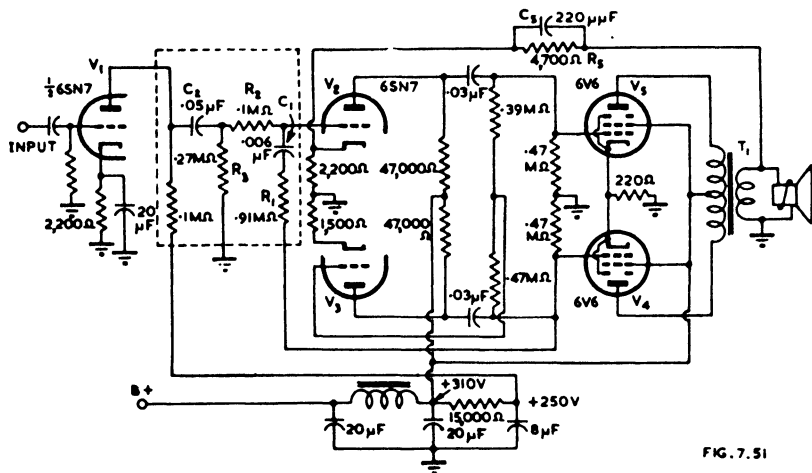 C5 220µµF
4,700Ω R5
V1
½6SN7
C2
.05µF
R2
.1MΩ
C1
V2
6SN7
.03µF
.39MΩ
6V6
V5
T1
INPUT
.27MΩ
R3
.006
µF
R1
.91MΩ
2,200Ω
1,500Ω
47,000Ω
47,000
Ω
.47
MΩ
.47
MΩ
220Ω
2,200Ω
20
µF
.1MΩ
V3
.03µF
.47MΩ
6V6
V4
B+
+310V
+250V
15,000Ω
20µF
20µF
8µF
FIG.7.51